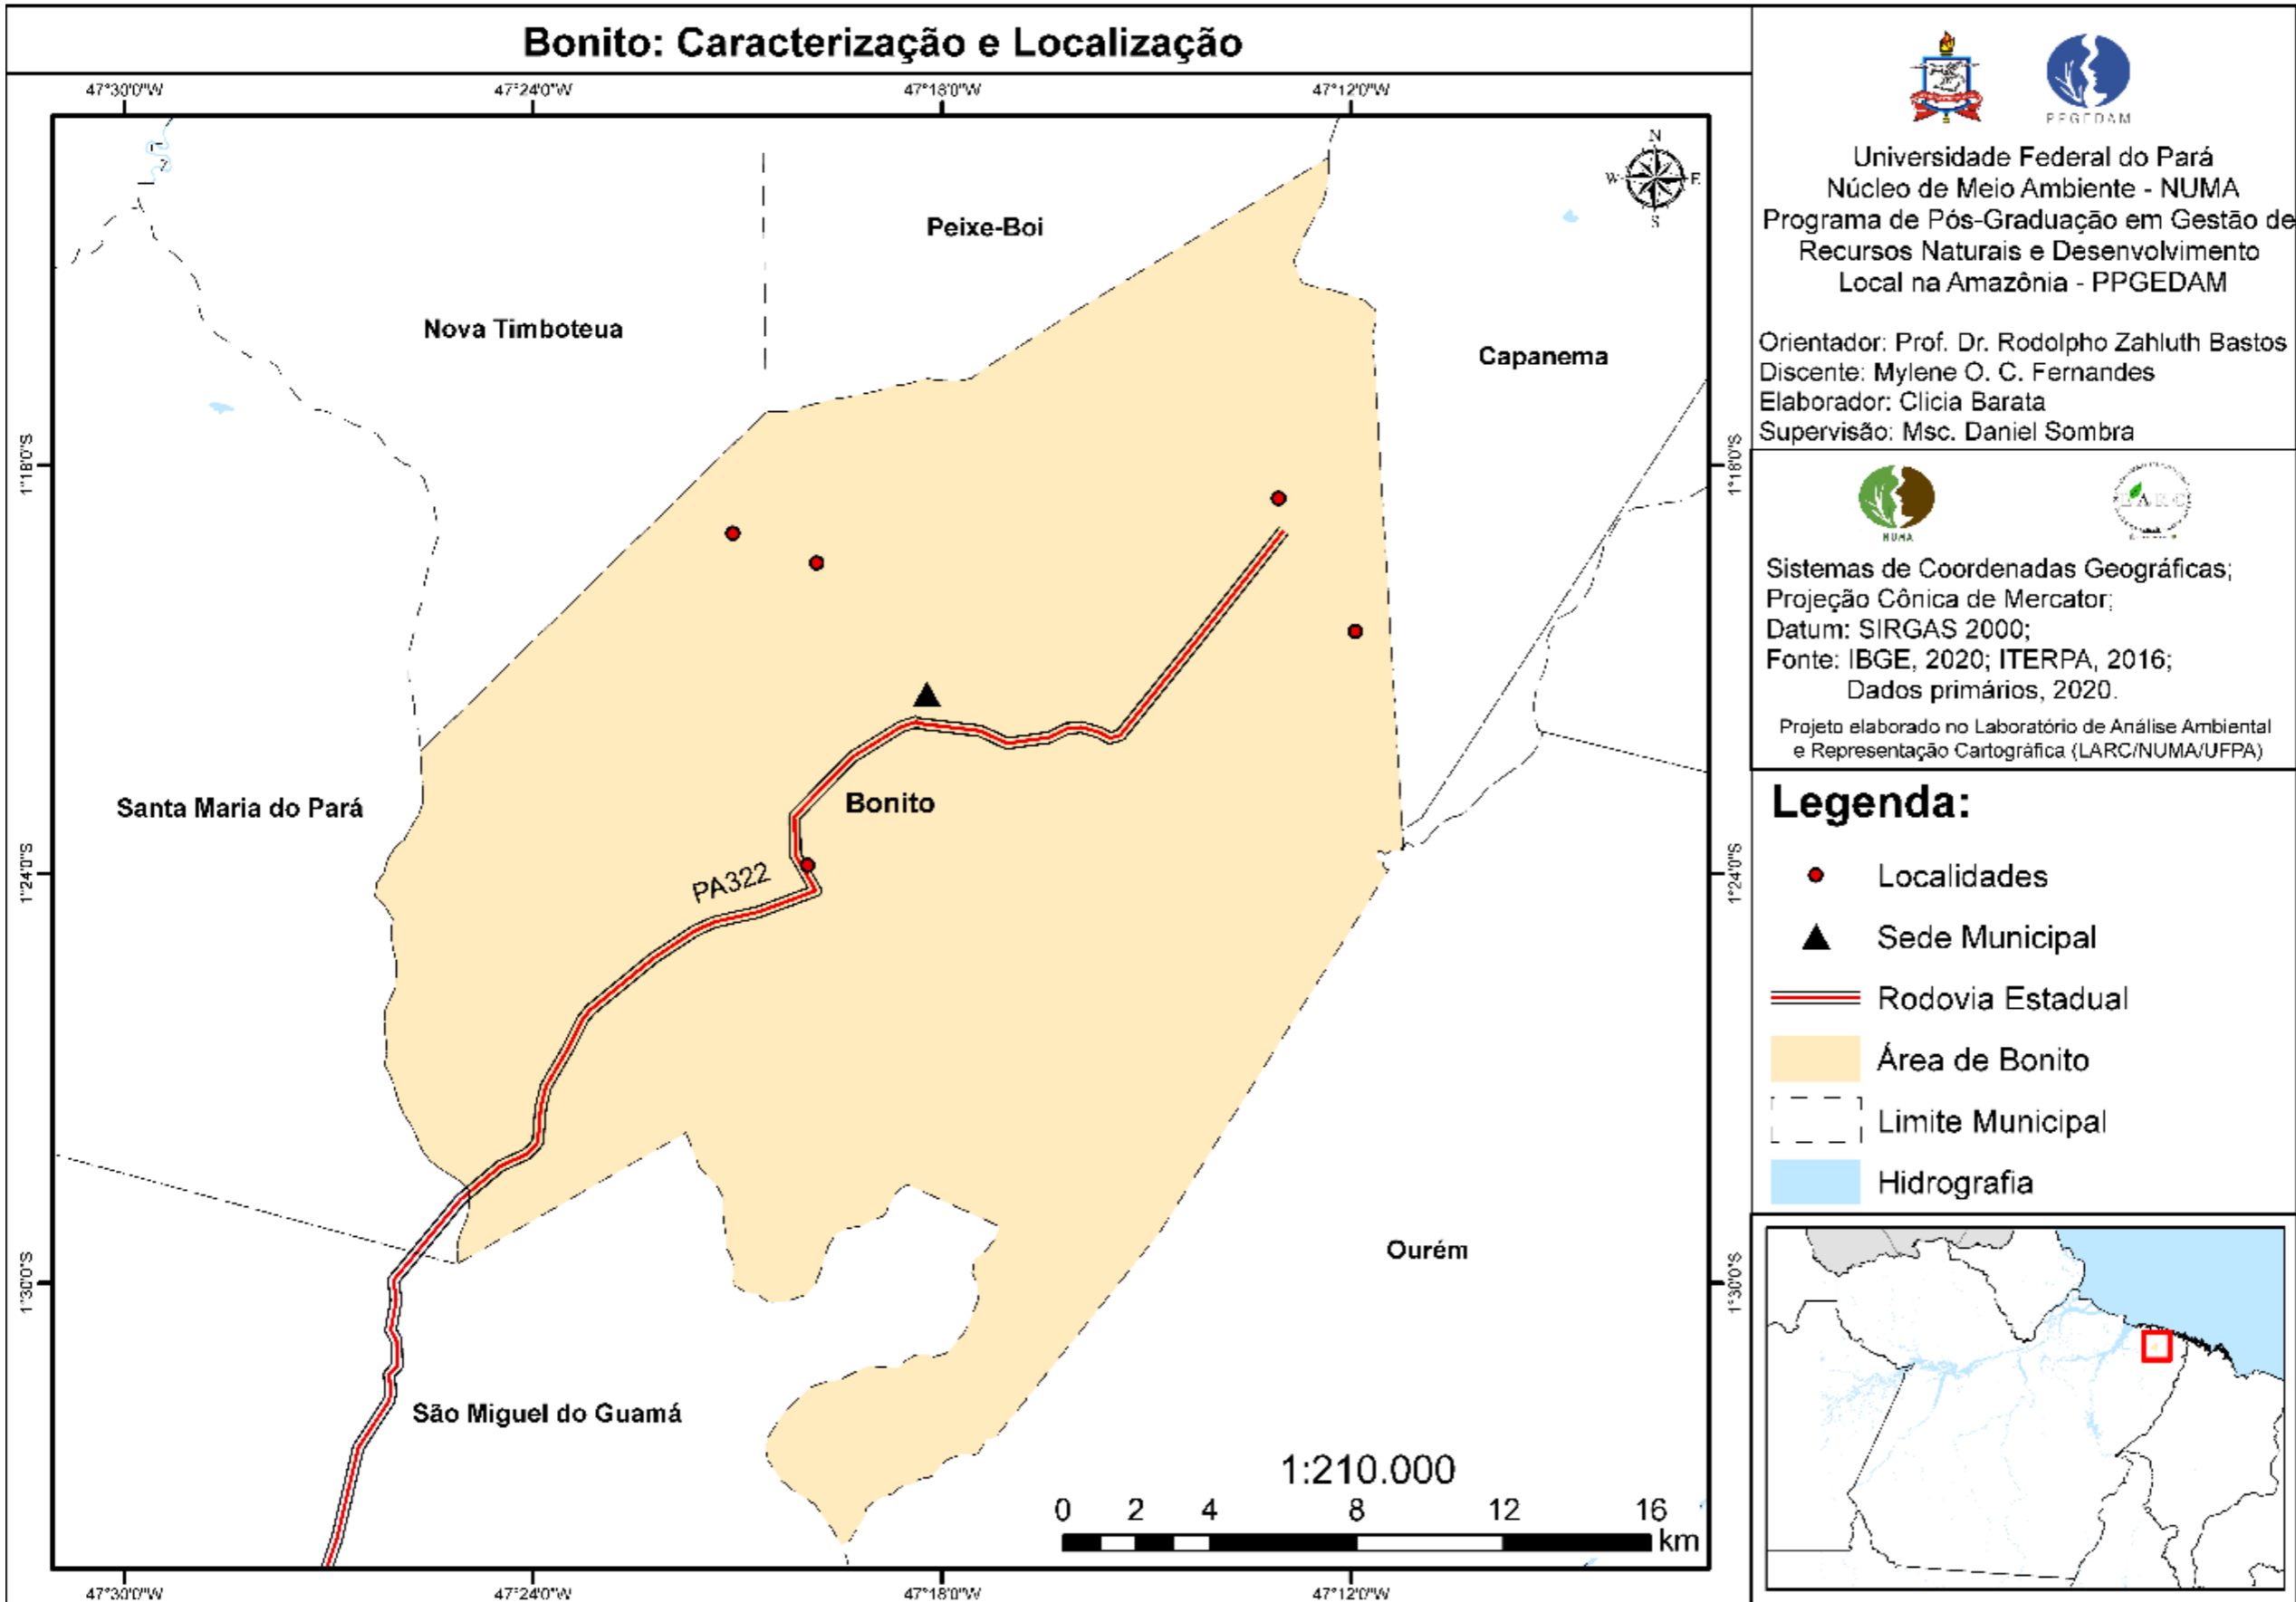 Bonito: Caracterização e Localização
47°30'0"W
47°24'0"W
47°18'0"W
47°12'0"W
N
W
E
S
Peixe-Boi
Nova Timboteua
Capanema
1°18'0"S
1°18'0"S
Santa Maria do Pará
Bonito
PA322
1°24'0"S
1°24'0"S
Ourém
1°30'0"S
1°30'0"S
São Miguel do Guamá
1:210.000
0 2 4 8 12 16
km
47°30'0"W
47°24'0"W
47°18'0"W
47°12'0"W
PPGEDAM
Universidade Federal do Pará
Núcleo de Meio Ambiente - NUMA
Programa de Pós-Graduação em Gestão de
Recursos Naturais e Desenvolvimento
Local na Amazônia - PPGEDAM
Orientador: Prof. Dr. Rodolpho Zahluth Bastos
Discente: Mylene O. C. Fernandes
Elaborador: Clicia Barata
Supervisão: Msc. Daniel Sombra
NUMA
LARC
Sistemas de Coordenadas Geográficas;
Projeção Cônica de Mercator;
Datum: SIRGAS 2000;
Fonte: IBGE, 2020; ITERPA, 2016;
Dados primários, 2020.
Projeto elaborado no Laboratório de Análise Ambiental
e Representação Cartográfica (LARC/NUMA/UFPA)
Legenda:
Localidades
Sede Municipal
Rodovia Estadual
Área de Bonito
Limite Municipal
Hidrografia